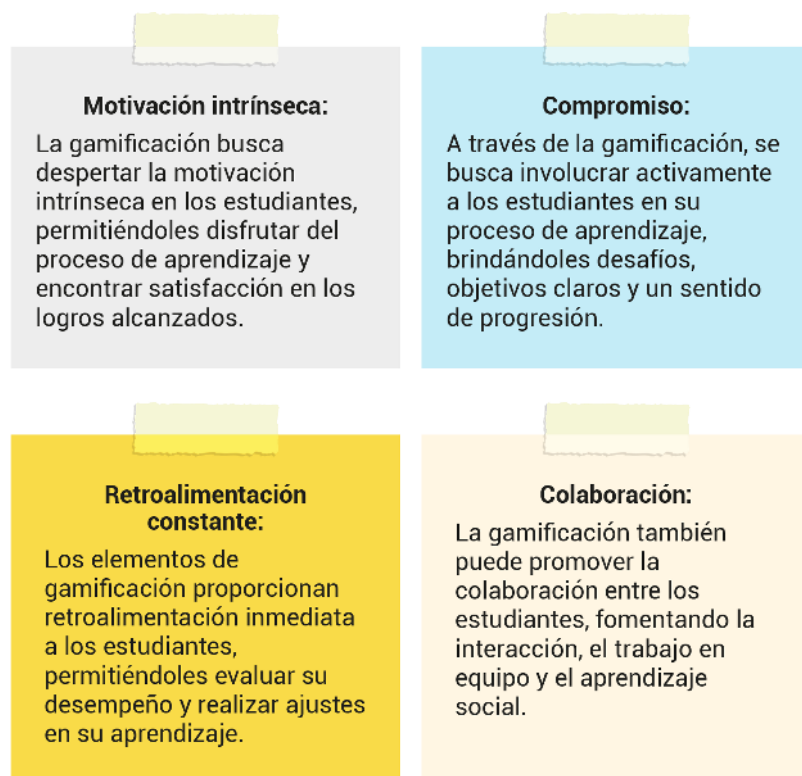 Motivación intrínseca:
La gamificación busca
despertar la motivación
intrínseca en los estudiantes,
permitiéndoles disfrutar del
proceso de aprendizaje y
encontrar satisfacción en los
logros alcanzados.
Compromiso:
A través de la gamificación, se
busca involucrar activamente
a los estudiantes en su
proceso de aprendizaje,
brindándoles desafíos,
objetivos claros y un sentido
de progresión.
Retroalimentación
constante:
Los elementos de
gamificación proporcionan
retroalimentación inmediata
a los estudiantes,
permitiéndoles evaluar su
desempeño y realizar ajustes
en su aprendizaje.
Colaboración:
La gamificación también
puede promover la
colaboración entre los
estudiantes, fomentando la
interacción, el trabajo en
equipo y el aprendizaje
social.